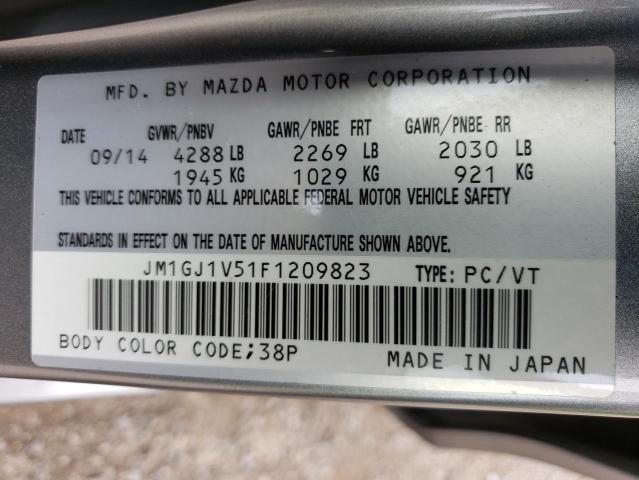 MFD. BY MAZDA MOTOR CORPORATION
DATE GVWR/PNBV GAWR/PNBE FRT GAWR/PNBE RR
09/14 4288 LB 2269 LB 2030 LB
1945 KG 1029 KG 921 KG
THIS VEHICLE CONFORMS TO ALL APPLICABLE FEDERAL MOTOR VEHICLE SAFETY
STANDARDS IN EFFECT ON THE DATE OF MANUFACTURE SHOWN ABOVE.
JM1GJ1V51F1209823 TYPE: PC/VT
BODY COLOR CODE;38P MADE IN JAPAN